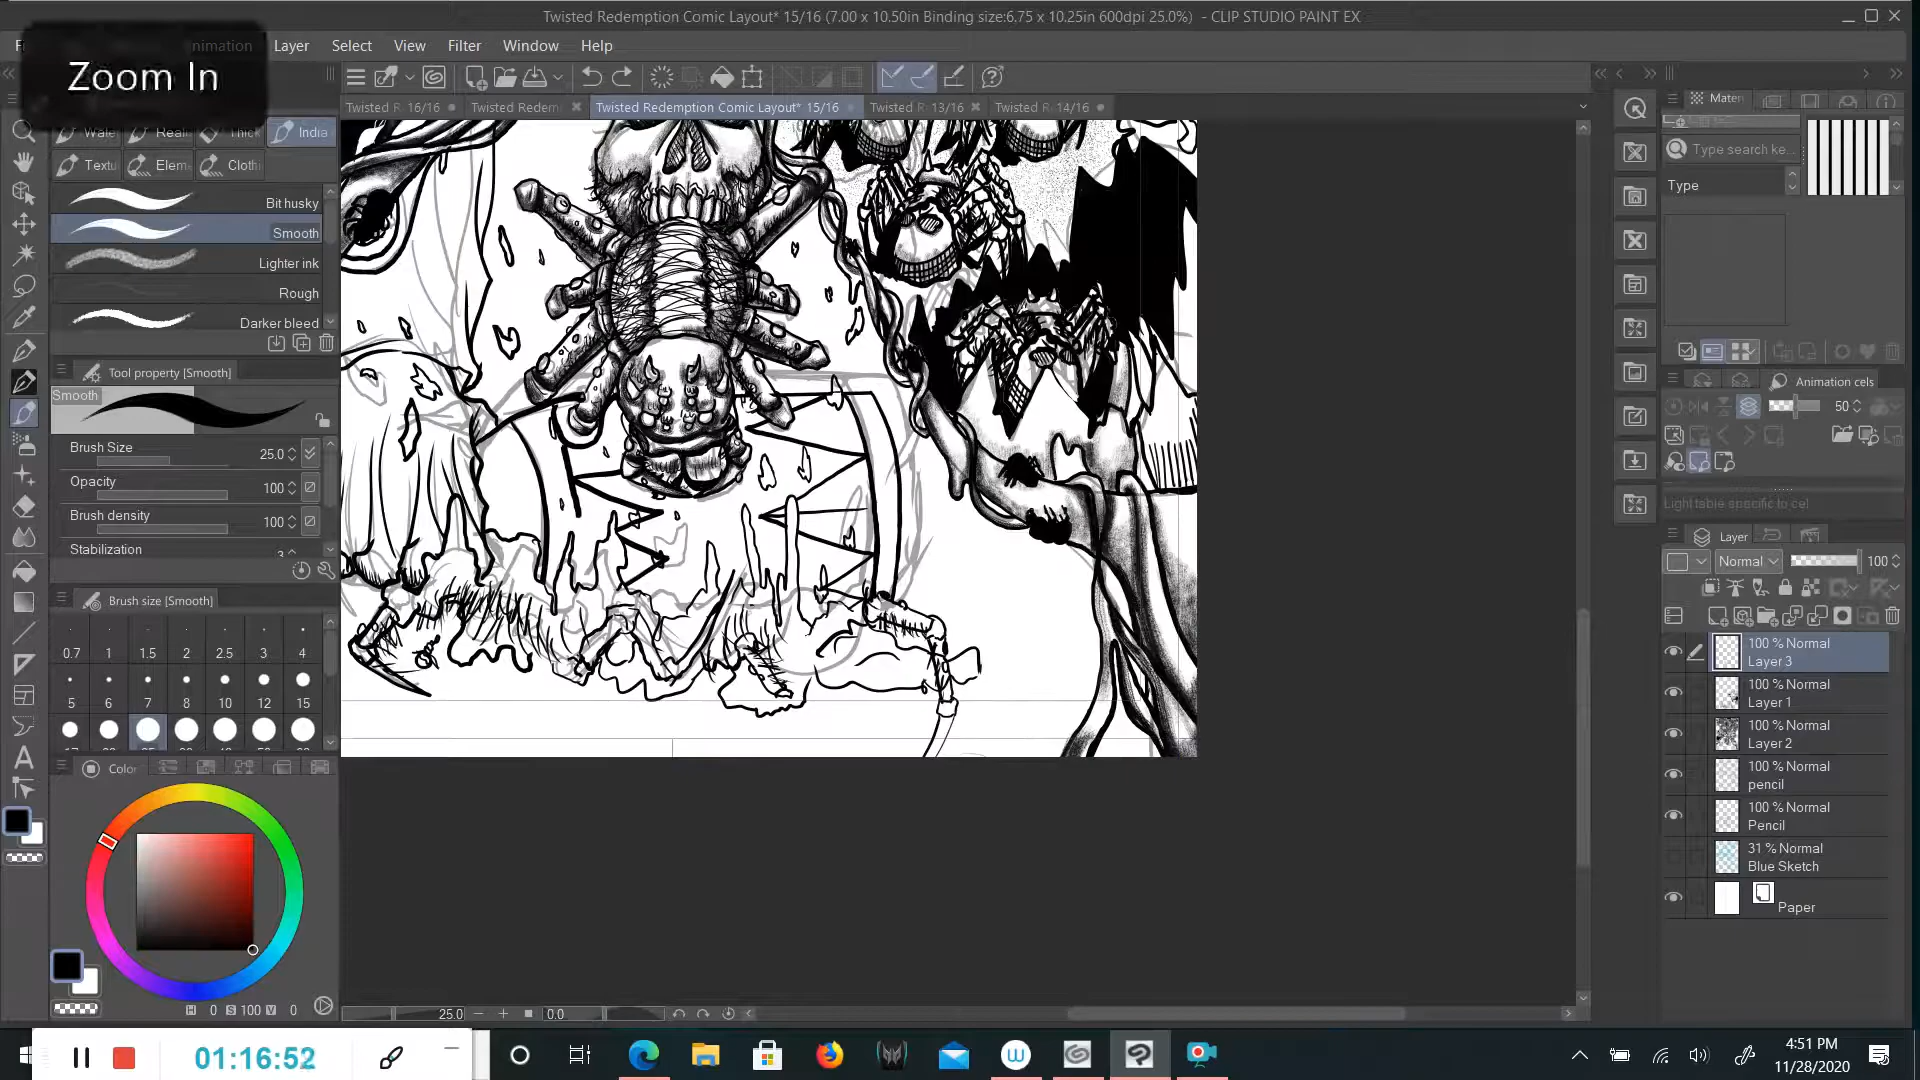 Twisted Redemption Comic Layout* 15/16 (7.00 x 10.50in Binding size:6.75 x 10.25in 600dpi 25.0%) - CLIP STUDIO PAINT EX
nimation Layer Select View Filter Window Help
Zoom In
Twisted R 16/16 Twisted Redem Twisted Redemption Comic Layout* 15/16 Twisted R 13/16 Twisted R 14/16
Wate Real Thick India
Textu Elem Clothi
Bit husky
Smooth
Lighter ink
Rough
Darker bleed
Tool property [Smooth]
Smooth
Brush Size 25.0
Opacity 100
Brush density 100
Stabilization 3
Brush size [Smooth]
0.7 1 1.5 2 2.5 3 4
5 6 7 8 10 12 15
Color
H 0 S 100 V 0
25.0 0.0
Mater
Type search ke...
Type
Animation cels
50
Light table specific to cel
Layer
Normal 100
100 % Normal
Layer 3
100 % Normal
Layer 1
100 % Normal
Layer 2
100 % Normal
pencil
100 % Normal
Pencil
31 % Normal
Blue Sketch
Paper
01:16:52
4:51 PM
11/28/2020